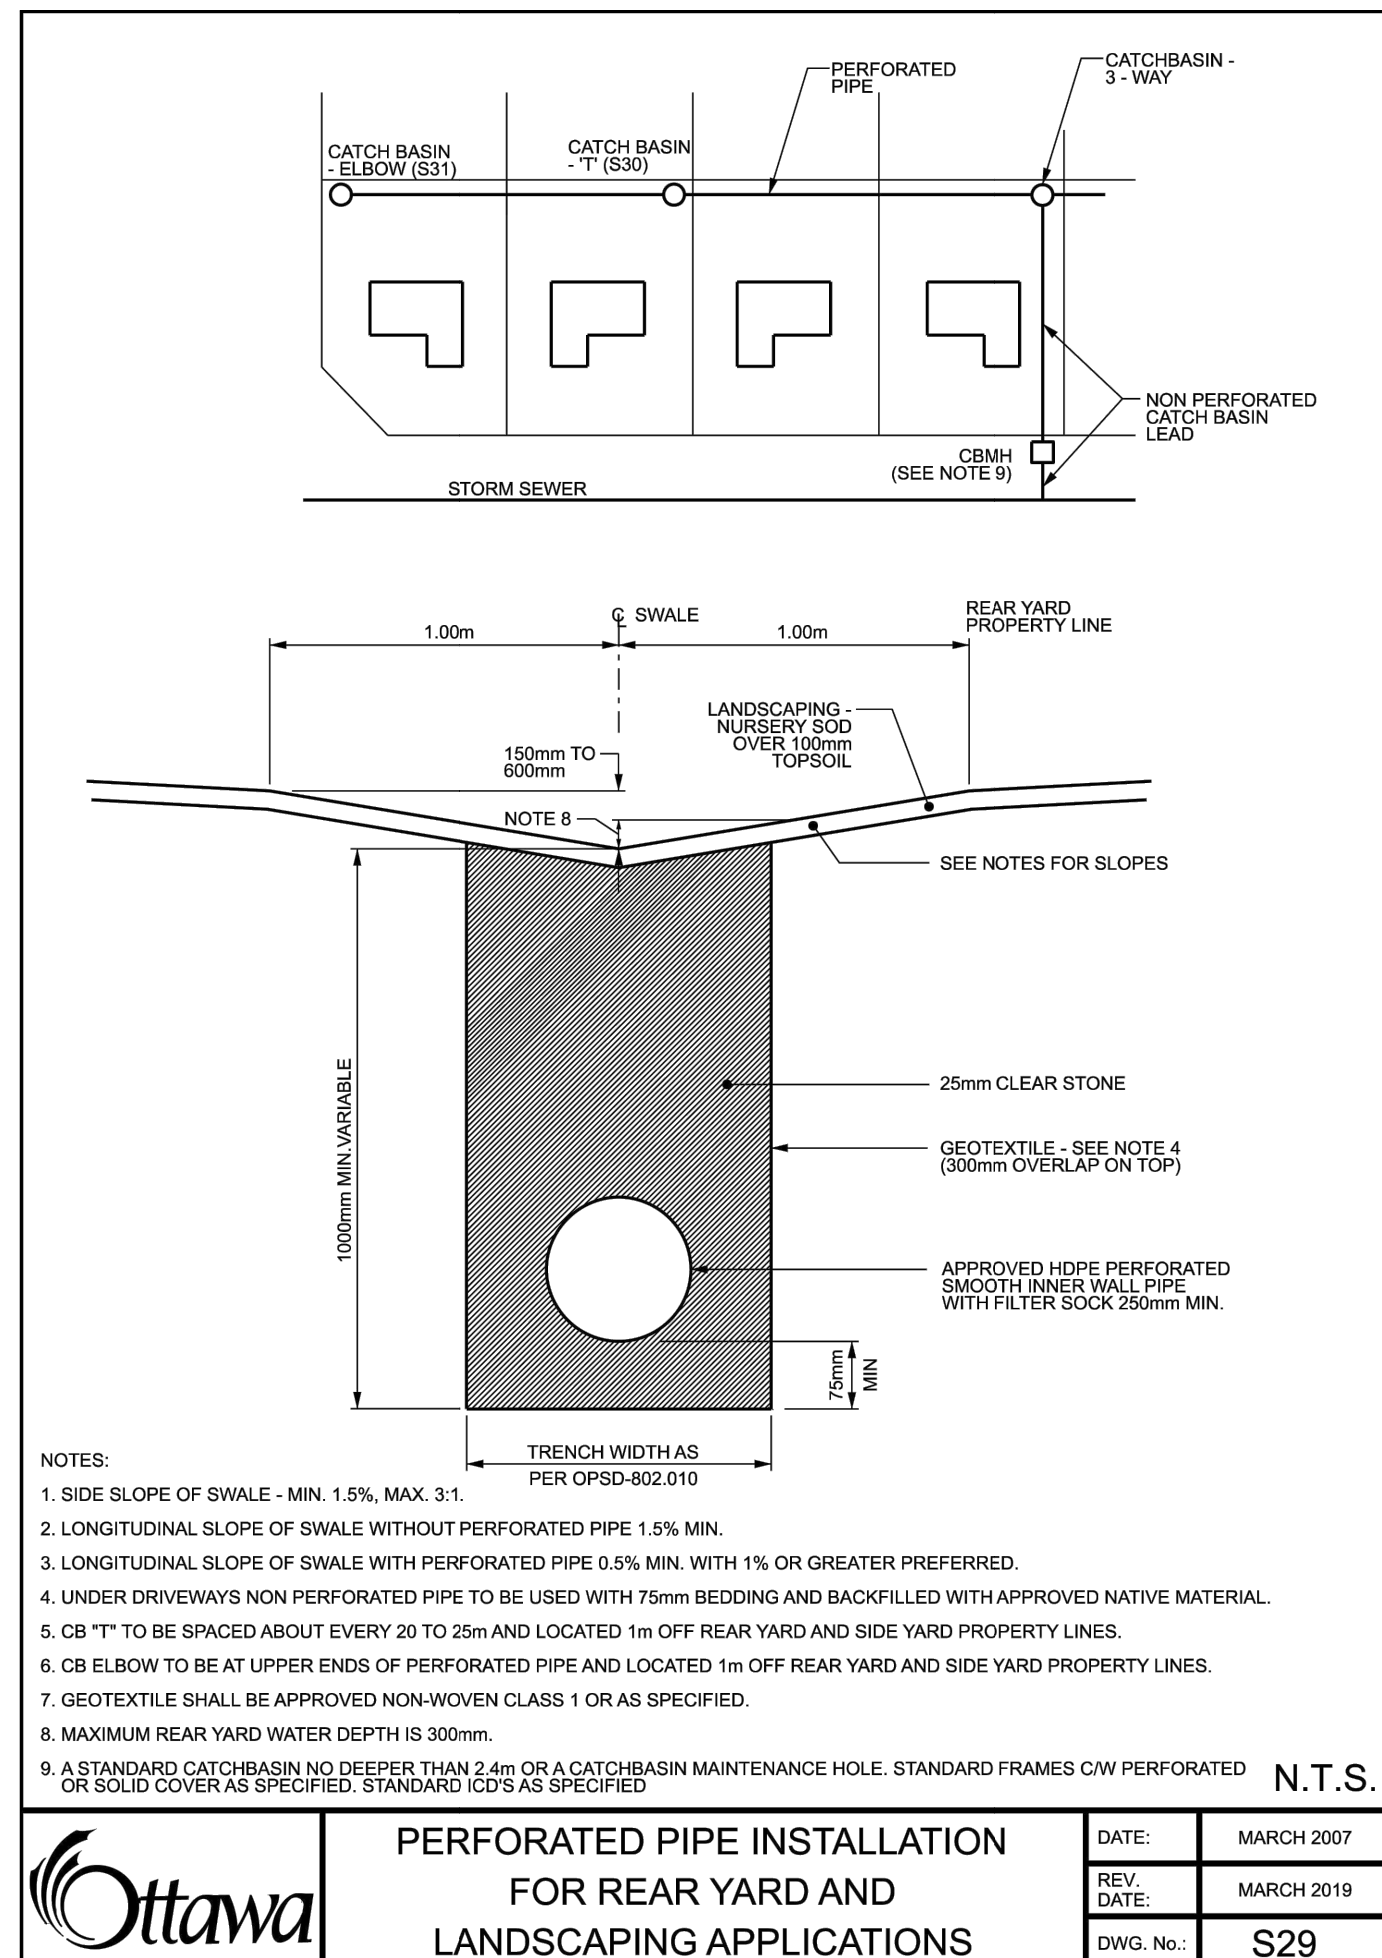 PERFORATED
PIPE
CATCHBASIN -
3 - WAY
CATCH BASIN
- ELBOW (S31)
CATCH BASIN
- 'T' (S30)
NON PERFORATED
CATCH BASIN
LEAD
CBMH
(SEE NOTE 9)
STORM SEWER
℄ SWALE
REAR YARD
PROPERTY LINE
1.00m
1.00m
LANDSCAPING -
NURSERY SOD
OVER 100mm
TOPSOIL
150mm TO
600mm
NOTE 8
SEE NOTES FOR SLOPES
1000mm MIN.VARIABLE
25mm CLEAR STONE
GEOTEXTILE - SEE NOTE 4
(300mm OVERLAP ON TOP)
APPROVED HDPE PERFORATED
SMOOTH INNER WALL PIPE
WITH FILTER SOCK 250mm MIN.
75mm
MIN
TRENCH WIDTH AS
PER OPSD-802.010
NOTES:
1. SIDE SLOPE OF SWALE - MIN. 1.5%, MAX. 3:1.
2. LONGITUDINAL SLOPE OF SWALE WITHOUT PERFORATED PIPE 1.5% MIN.
3. LONGITUDINAL SLOPE OF SWALE WITH PERFORATED PIPE 0.5% MIN. WITH 1% OR GREATER PREFERRED.
4. UNDER DRIVEWAYS NON PERFORATED PIPE TO BE USED WITH 75mm BEDDING AND BACKFILLED WITH APPROVED NATIVE MATERIAL.
5. CB "T" TO BE SPACED ABOUT EVERY 20 TO 25m AND LOCATED 1m OFF REAR YARD AND SIDE YARD PROPERTY LINES.
6. CB ELBOW TO BE AT UPPER ENDS OF PERFORATED PIPE AND LOCATED 1m OFF REAR YARD AND SIDE YARD PROPERTY LINES.
7. GEOTEXTILE SHALL BE APPROVED NON-WOVEN CLASS 1 OR AS SPECIFIED.
8. MAXIMUM REAR YARD WATER DEPTH IS 300mm.
9. A STANDARD CATCHBASIN NO DEEPER THAN 2.4m OR A CATCHBASIN MAINTENANCE HOLE. STANDARD FRAMES C/W PERFORATED
OR SOLID COVER AS SPECIFIED. STANDARD ICD'S AS SPECIFIED
N.T.S.
Ottawa
PERFORATED PIPE INSTALLATION
FOR REAR YARD AND
LANDSCAPING APPLICATIONS
DATE:
MARCH 2007
REV.
DATE:
MARCH 2019
DWG. No.:
S29